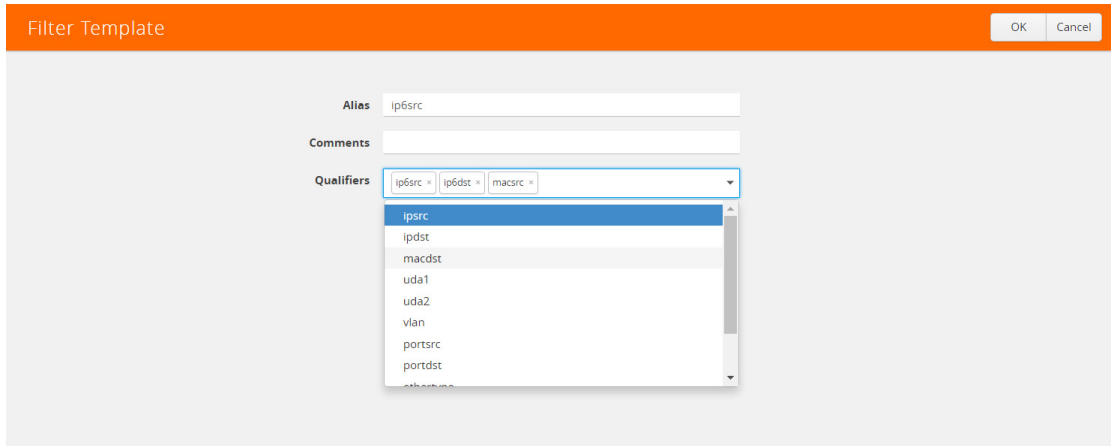 Filter Template OK Cancel
Alias ip6src
Comments
Qualifiers ip6src × ip6dst × macsrc ×
ipsrc
ipdst
macdst
uda1
uda2
vlan
portsrc
portdst